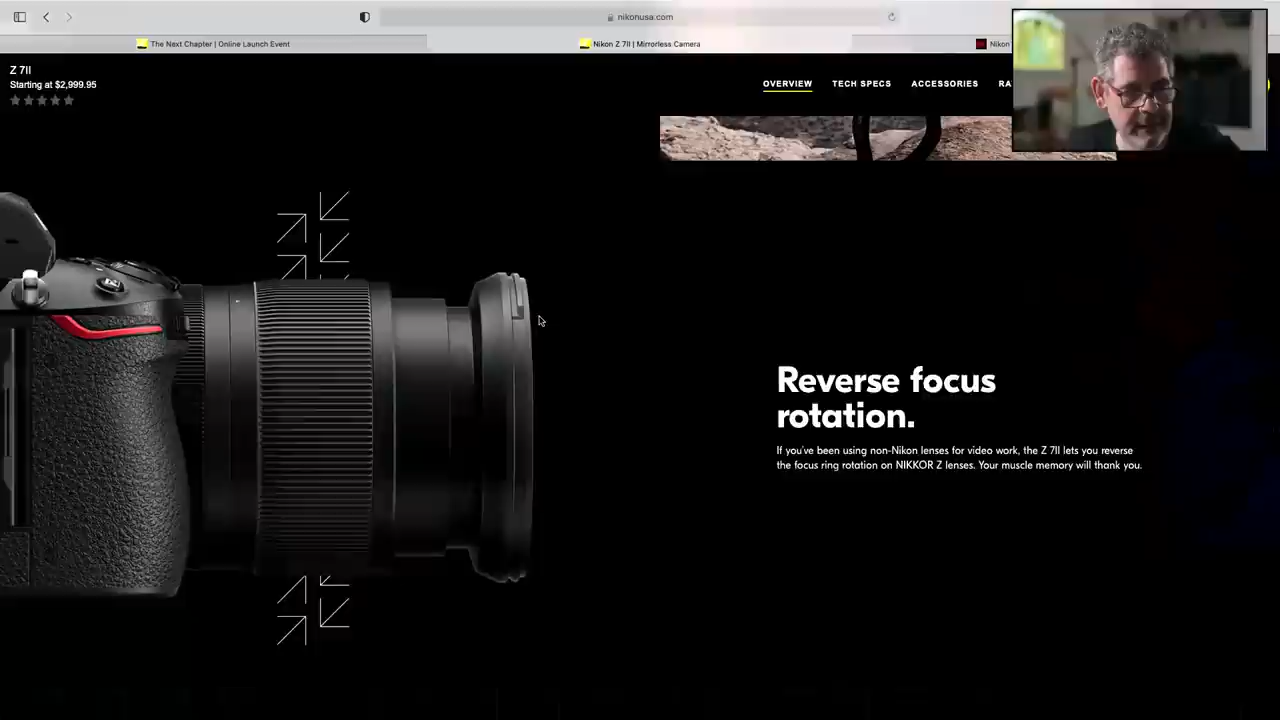 nikonusa.com
The Next Chapter | Online Launch Event
Nikon Z 7II | Mirrorless Camera
Nikon
Z 7II
Starting at $2,999.95
OVERVIEW
TECH SPECS
ACCESSORIES
Reverse focus
rotation.
If you've been using non-Nikon lenses for video work, the Z 7II lets you reverse
the focus ring rotation on NIKKOR Z lenses. Your muscle memory will thank you.